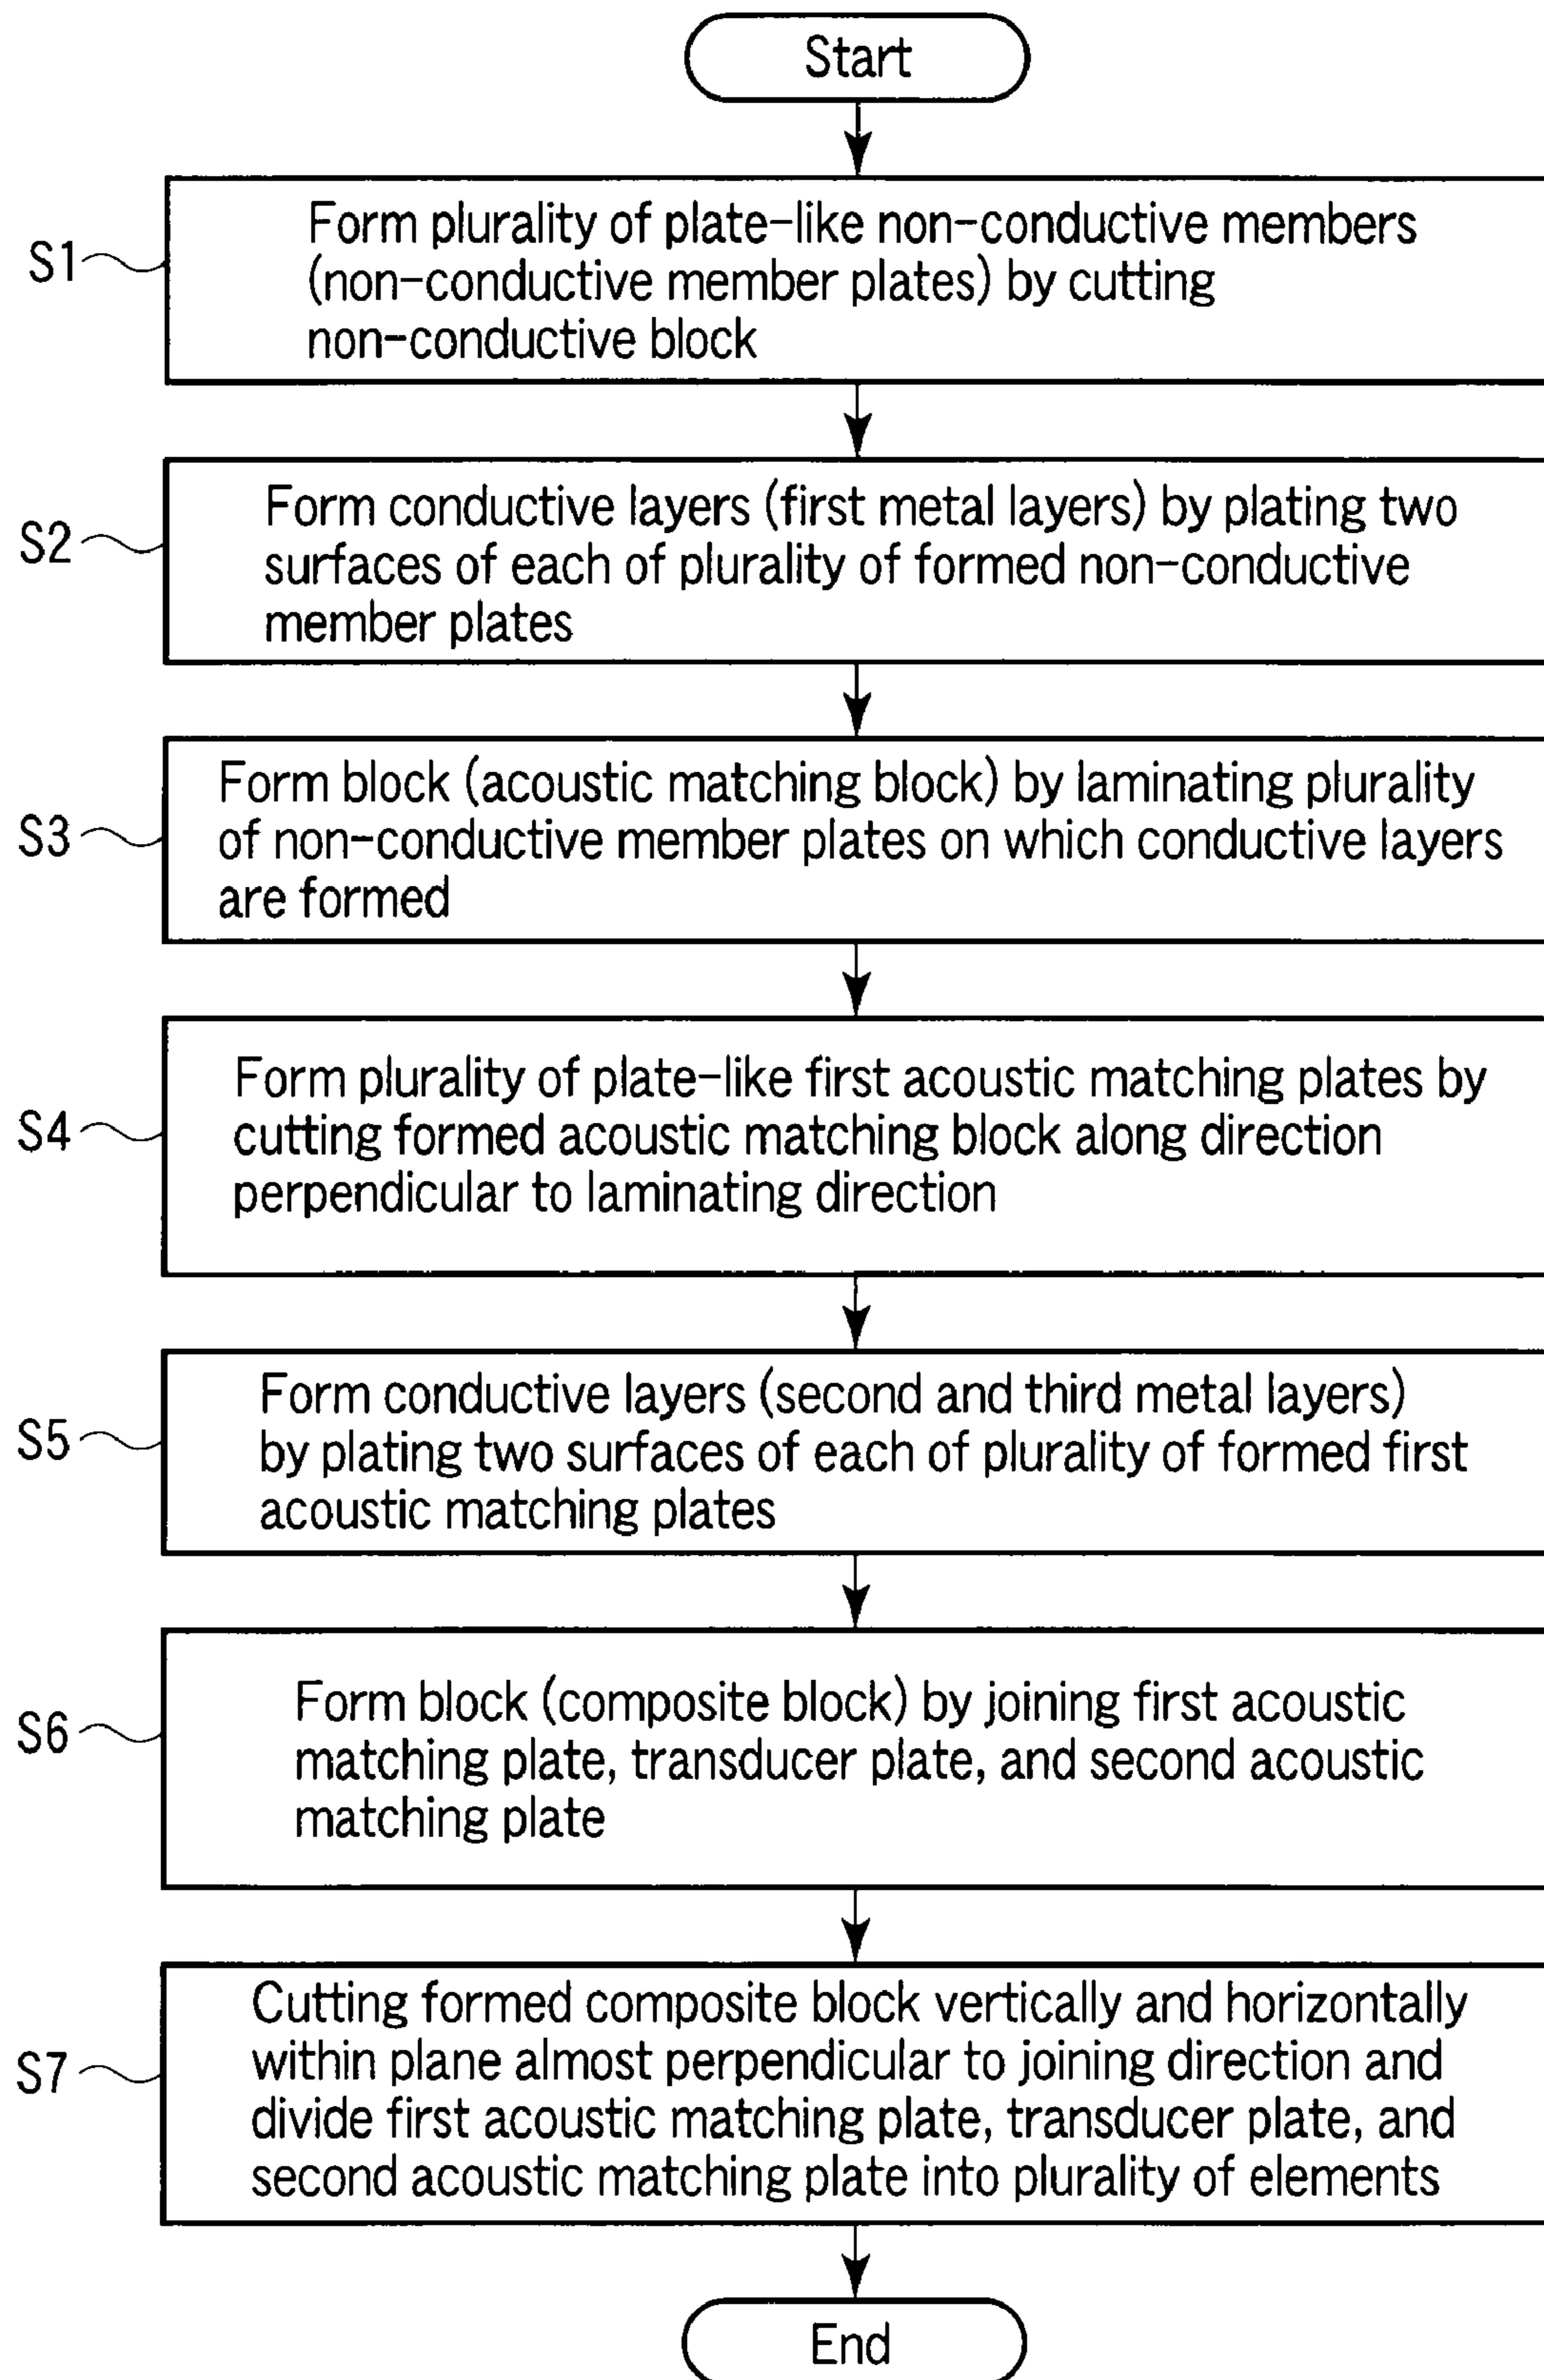 Start
S1
Form plurality of plate-like non-conductive members
(non-conductive member plates) by cutting
non-conductive block
S2
Form conductive layers (first metal layers) by plating two
surfaces of each of plurality of formed non-conductive
member plates
S3
Form block (acoustic matching block) by laminating plurality
of non-conductive member plates on which conductive layers
are formed
S4
Form plurality of plate-like first acoustic matching plates by
cutting formed acoustic matching block along direction
perpendicular to laminating direction
S5
Form conductive layers (second and third metal layers)
by plating two surfaces of each of plurality of formed first
acoustic matching plates
S6
Form block (composite block) by joining first acoustic
matching plate, transducer plate, and second acoustic
matching plate
S7
Cutting formed composite block vertically and horizontally
within plane almost perpendicular to joining direction and
divide first acoustic matching plate, transducer plate, and
second acoustic matching plate into plurality of elements
End